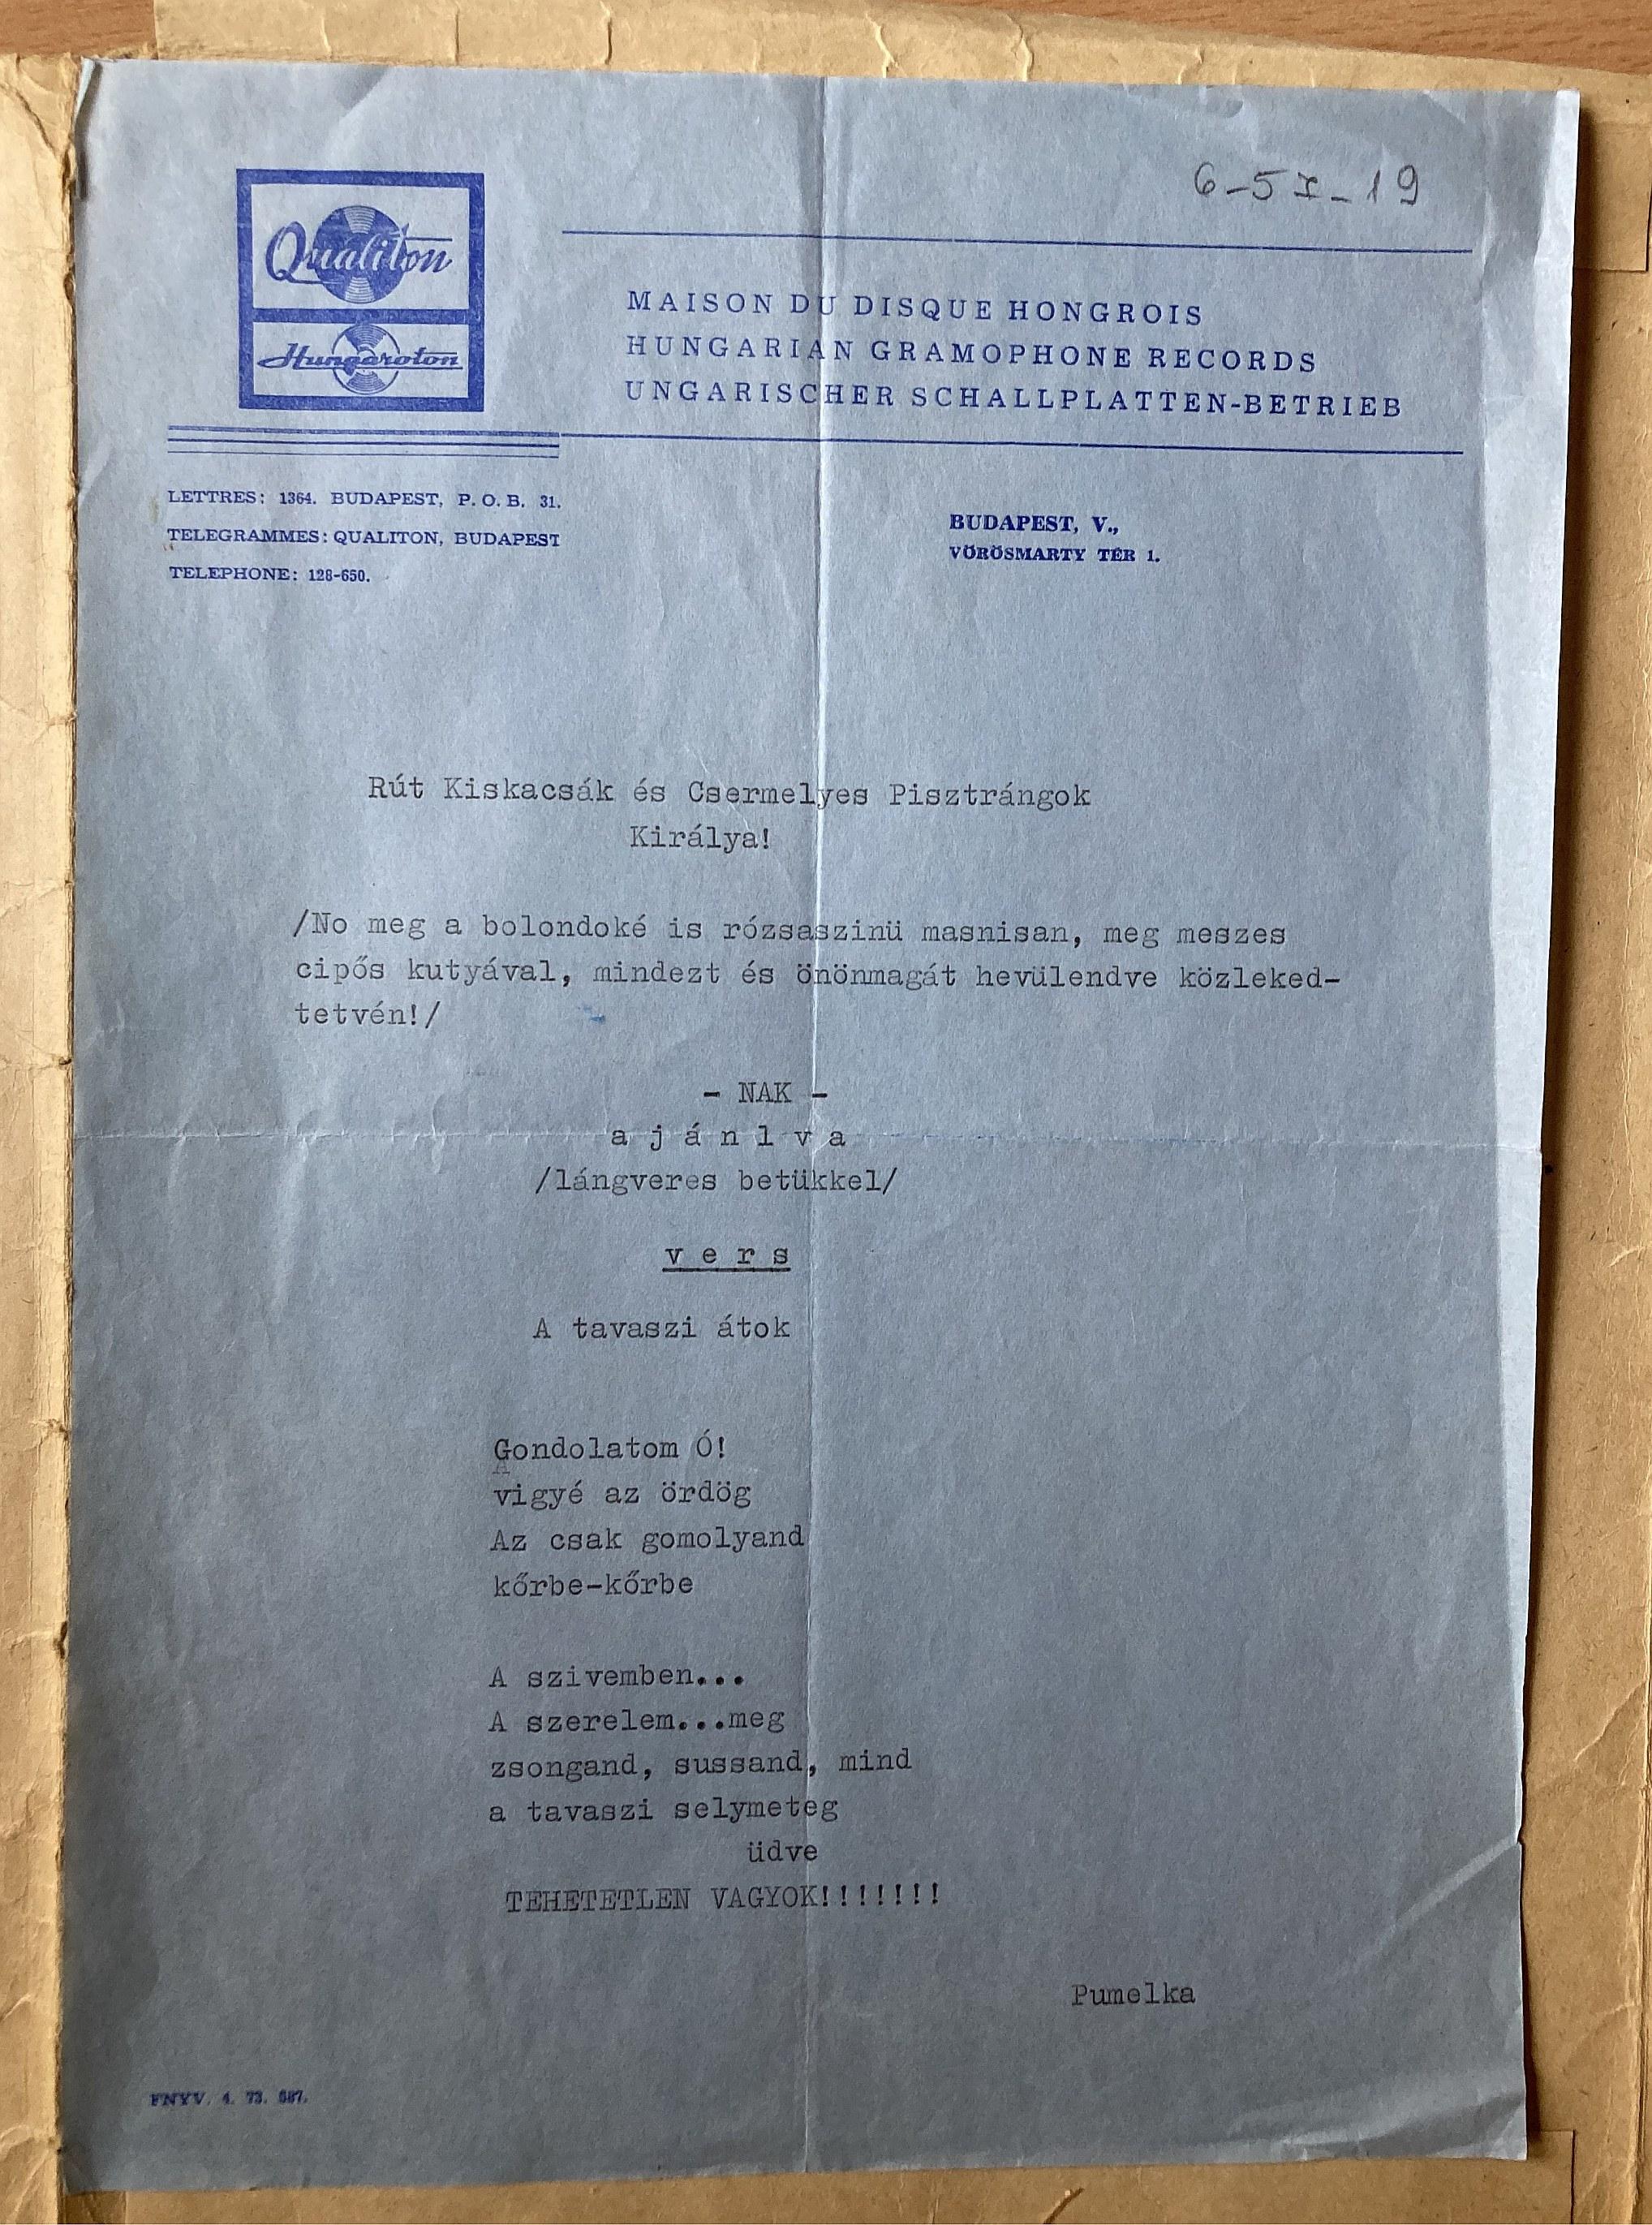 6-5I-19
Qualiton
Hungaroton
MAISON DU DISQUE HONGROIS
HUNGARIAN GRAMOPHONE RECORDS
UNGARISCHER SCHALLPLATTEN-BETRIEB
LETTRES: 1364. BUDAPEST, P. O. B. 31.
TELEGRAMMES: QUALITON, BUDAPEST
TELEPHONE: 128-650.
BUDAPEST, V.,
VÖRÖSMARTY TÉR 1.
Rút Kiskacsák és Csermelyes Pisztrángok
Királya!
/No meg a bolondoké is rózsaszinü masnisan, meg meszes
cipős kutyával, mindezt és önönmagát hevülendve közleked-
tetvén!/
- NAK -
a j á n l v a
/lángveres betükkel/
v e r s
A tavaszi átok
Gondolatom Ó!
vigyé az ördög
Az csak gomolyand
kőrbe-kőrbe
A szivemben...
A szerelem...meg
zsongand, sussand, mind
a tavaszi selymeteg
üdve
TEHETETLEN VAGYOK!!!!!!!
Pumelka
FNYV. 4. 73. 587.